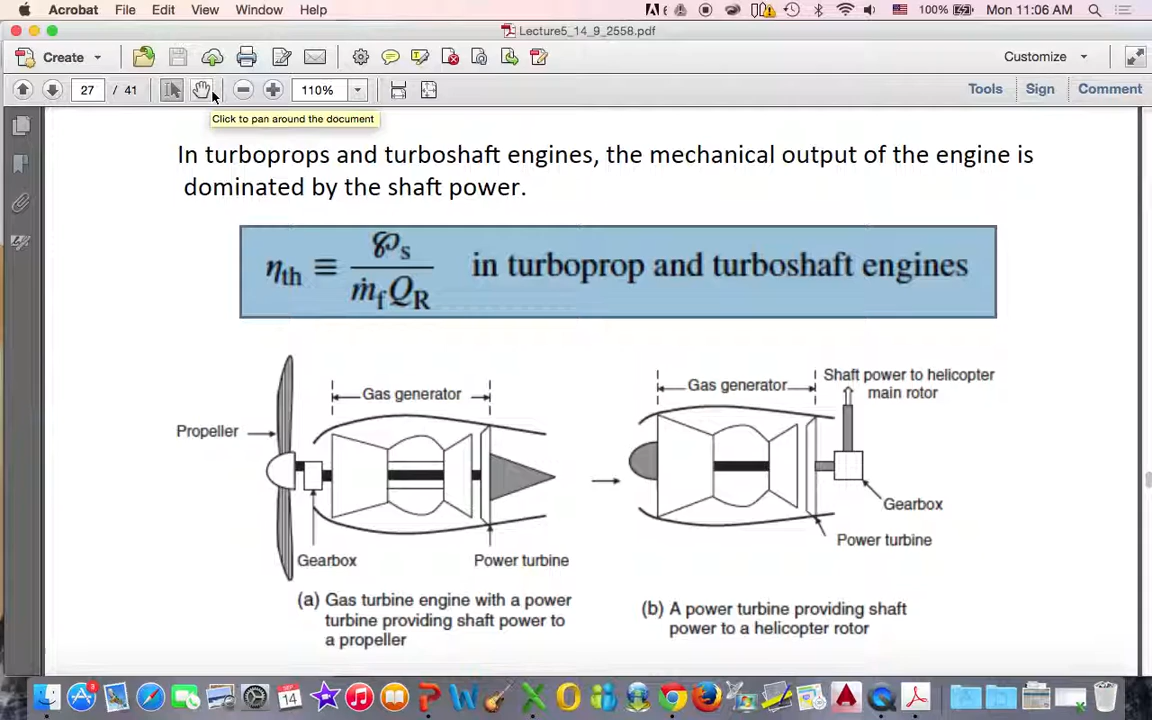 Acrobat File Edit View Window Help 100% Mon 11:06 AM
Lecture5_14_9_2558.pdf
Create Customize
27 / 41 110% Tools Sign Comment
Click to pan around the document
In turboprops and turboshaft engines, the mechanical output of the engine is
dominated by the shaft power.
ηth ≡ ℘s / ṁfQR in turboprop and turboshaft engines
Gas generator
Propeller
Gearbox
Power turbine
(a) Gas turbine engine with a power
turbine providing shaft power to
a propeller
Gas generator
Shaft power to helicopter
main rotor
Gearbox
Power turbine
(b) A power turbine providing shaft
power to a helicopter rotor
SEP
14